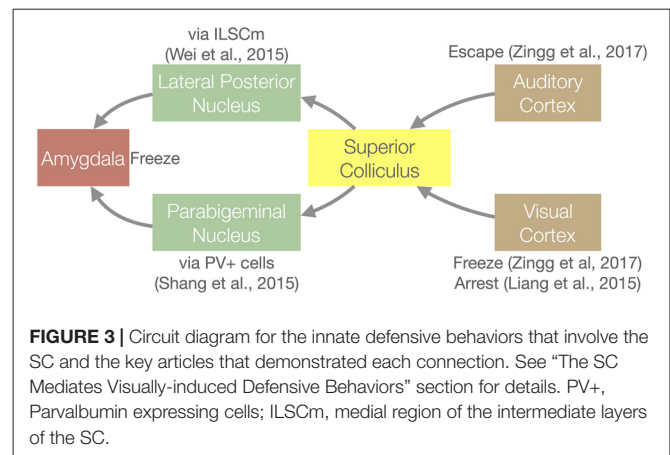 via ILSCm
(Wei et al., 2015)
Escape (Zingg et al., 2017)
Lateral Posterior
Nucleus
Auditory
Cortex
Amygdala Freeze
Superior
Colliculus
Parabigeminal
Nucleus
Visual
Cortex
via PV+ cells
(Shang et al., 2015)
Freeze (Zingg et al, 2017)
Arrest (Liang et al., 2015)
FIGURE 3 | Circuit diagram for the innate defensive behaviors that involve the
SC and the key articles that demonstrated each connection. See “The SC
Mediates Visually-induced Defensive Behaviors” section for details. PV+,
Parvalbumin expressing cells; ILSCm, medial region of the intermediate layers
of the SC.